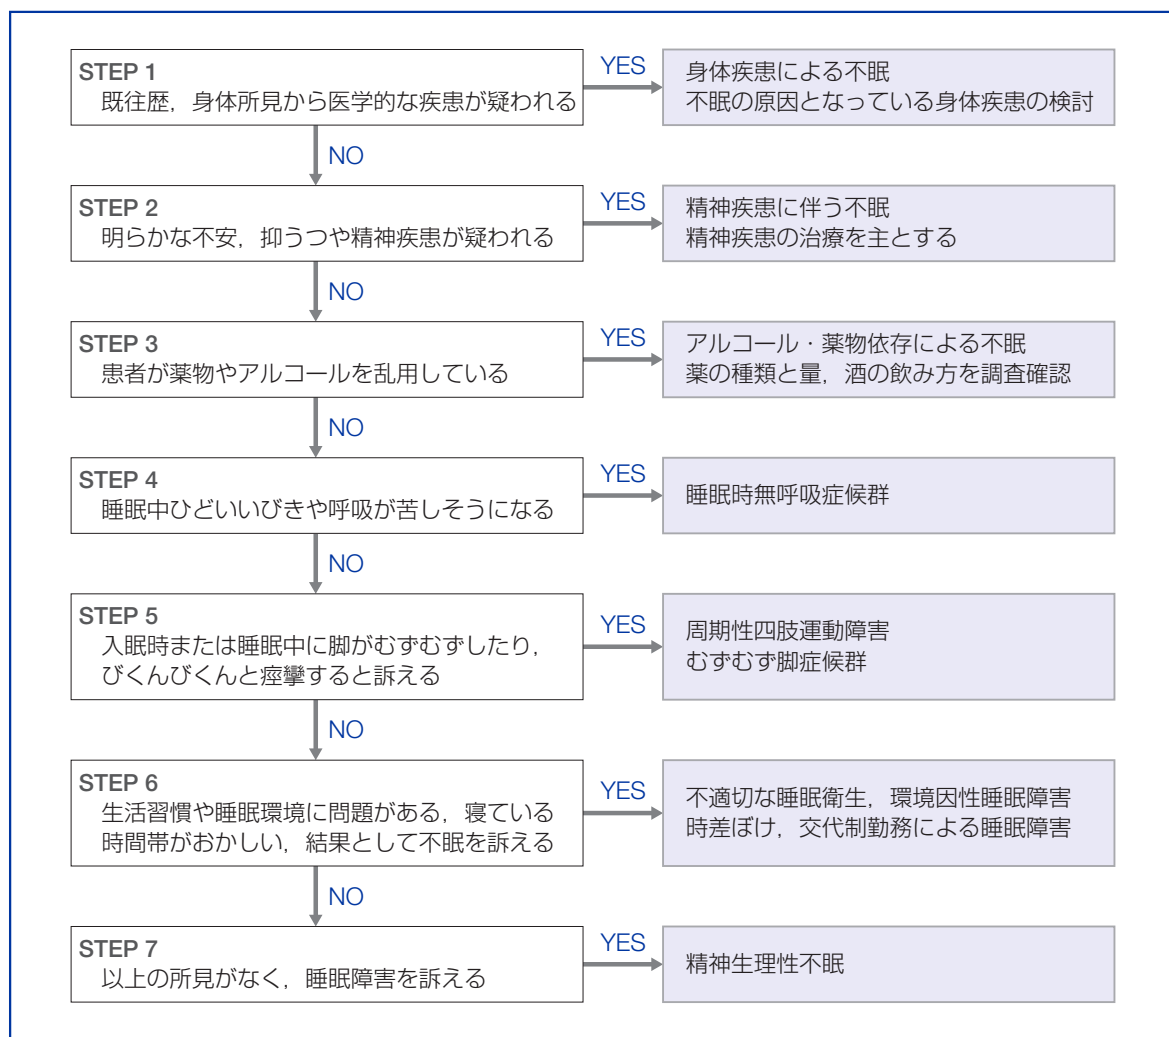 STEP 1
既往歴，身体所見から医学的な疾患が疑われる
YES
身体疾患による不眠
不眠の原因となっている身体疾患の検討
NO
STEP 2
明らかな不安，抑うつや精神疾患が疑われる
YES
精神疾患に伴う不眠
精神疾患の治療を主とする
NO
STEP 3
患者が薬物やアルコールを乱用している
YES
アルコール・薬物依存による不眠
薬の種類と量，酒の飲み方を調査確認
NO
STEP 4
睡眠中ひどいいびきや呼吸が苦しそうになる
YES
睡眠時無呼吸症候群
NO
STEP 5
入眠時または睡眠中に脚がむずむずしたり，
びくんびくんと痙攣すると訴える
YES
周期性四肢運動障害
むずむず脚症候群
NO
STEP 6
生活習慣や睡眠環境に問題がある，寝ている
時間帯がおかしい，結果として不眠を訴える
YES
不適切な睡眠衛生，環境因性睡眠障害
時差ぼけ，交代制勤務による睡眠障害
NO
STEP 7
以上の所見がなく，睡眠障害を訴える
YES
精神生理性不眠